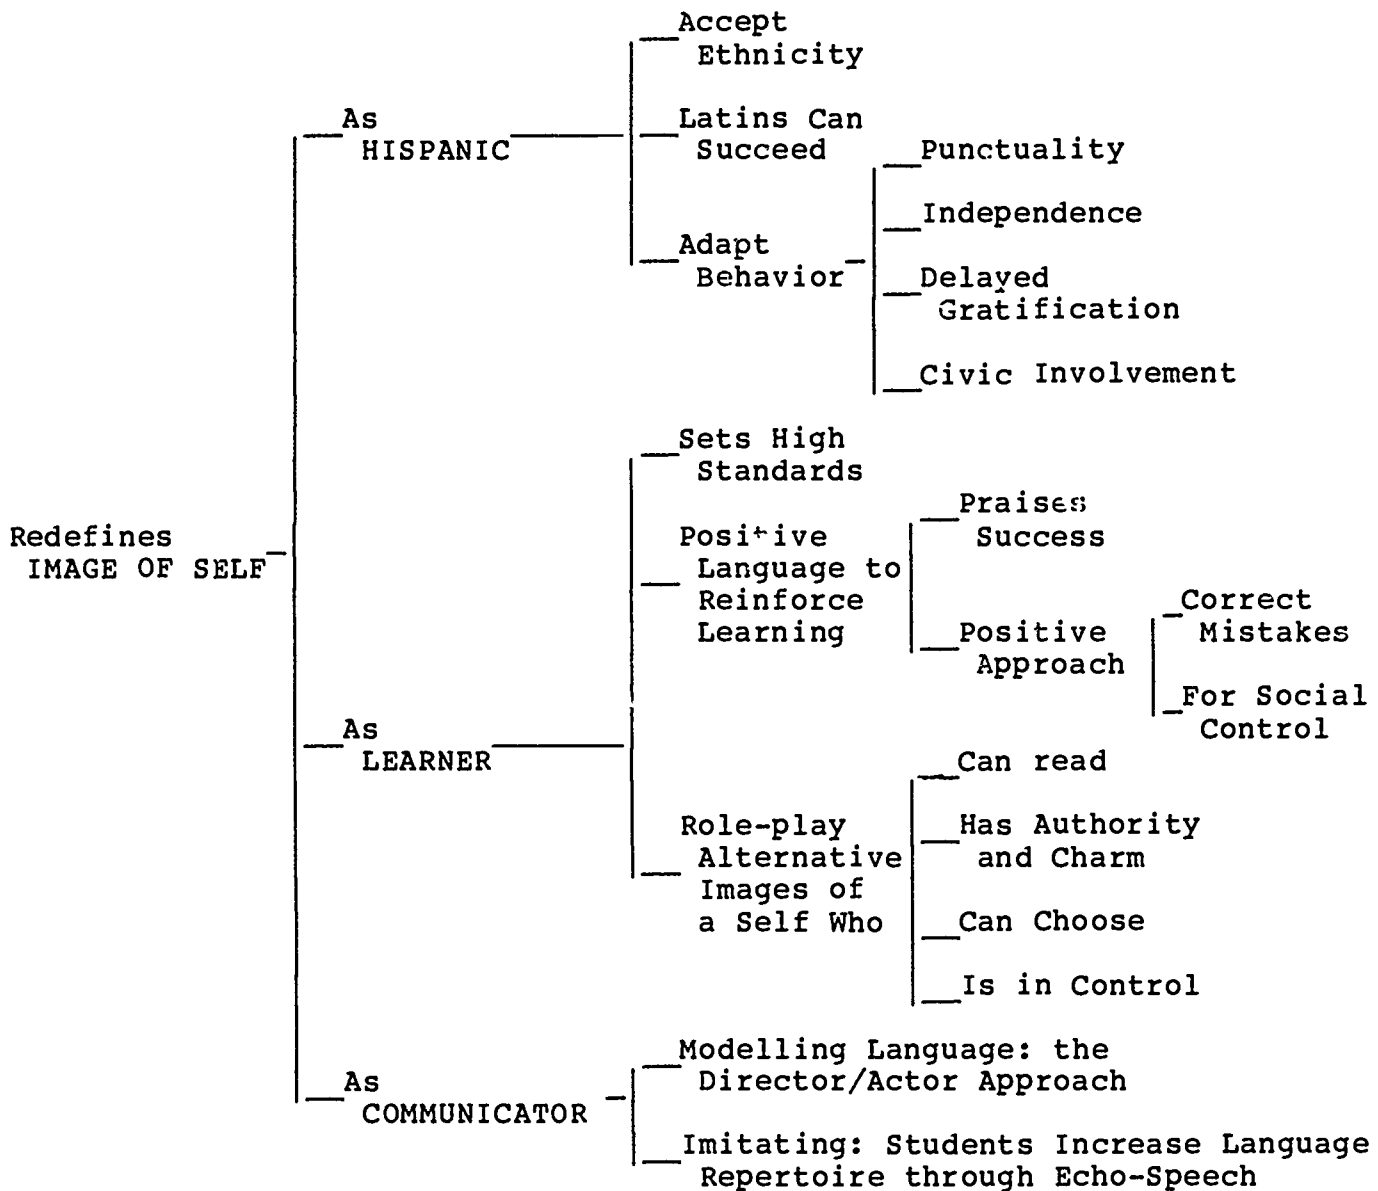 Redefines
IMAGE OF SELF
As
HISPANIC
Accept
Ethnicity
Latins Can
Succeed
Adapt
Behavior
Punctuality
Independence
Delayed
Gratification
Civic Involvement
As
LEARNER
Sets High
Standards
Positive
Language to
Reinforce
Learning
Praises
Success
Positive
Approach
Correct
Mistakes
For Social
Control
Role-play
Alternative
Images of
a Self Who
Can read
Has Authority
and Charm
Can Choose
Is in Control
As
COMMUNICATOR
Modelling Language: the
Director/Actor Approach
Imitating: Students Increase Language
Repertoire through Echo-Speech